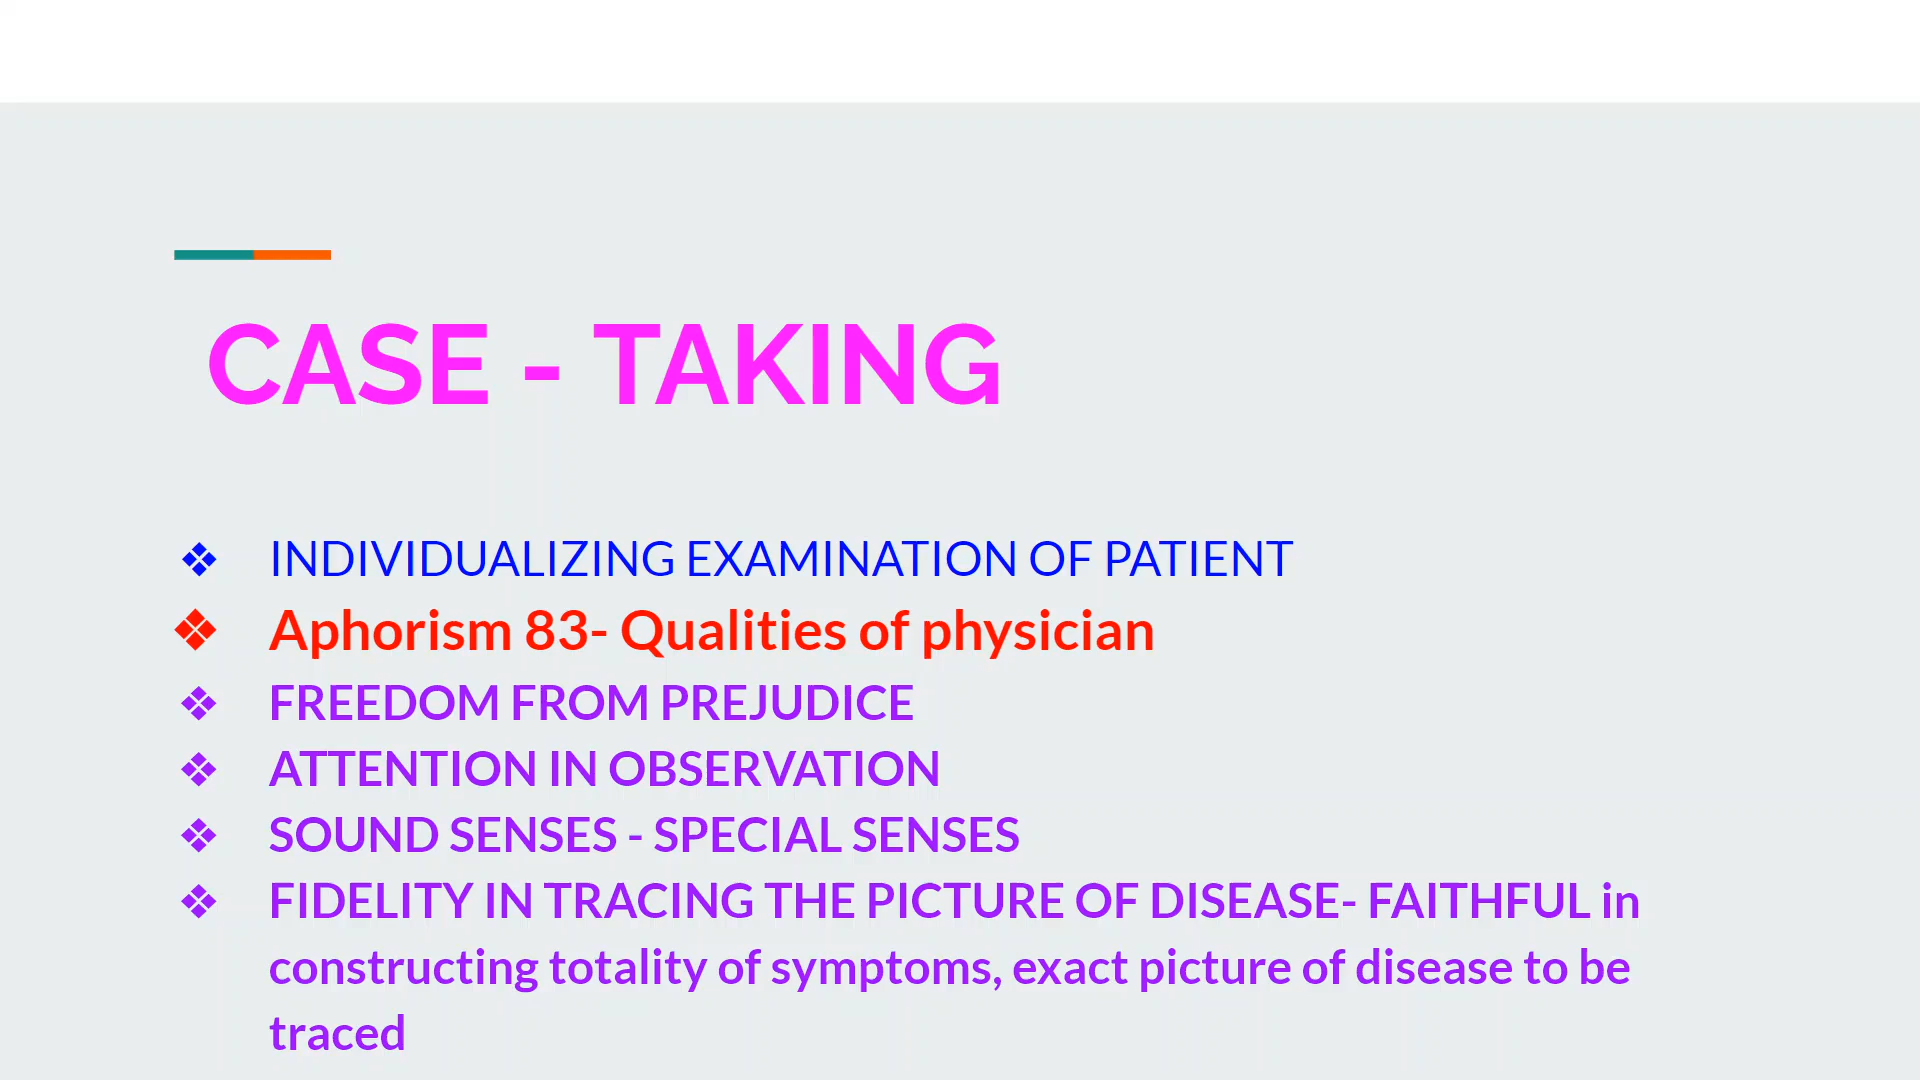 CASE - TAKING
❖ INDIVIDUALIZING EXAMINATION OF PATIENT
❖ Aphorism 83- Qualities of physician
❖ FREEDOM FROM PREJUDICE
❖ ATTENTION IN OBSERVATION
❖ SOUND SENSES - SPECIAL SENSES
❖ FIDELITY IN TRACING THE PICTURE OF DISEASE- FAITHFUL in
constructing totality of symptoms, exact picture of disease to be
traced